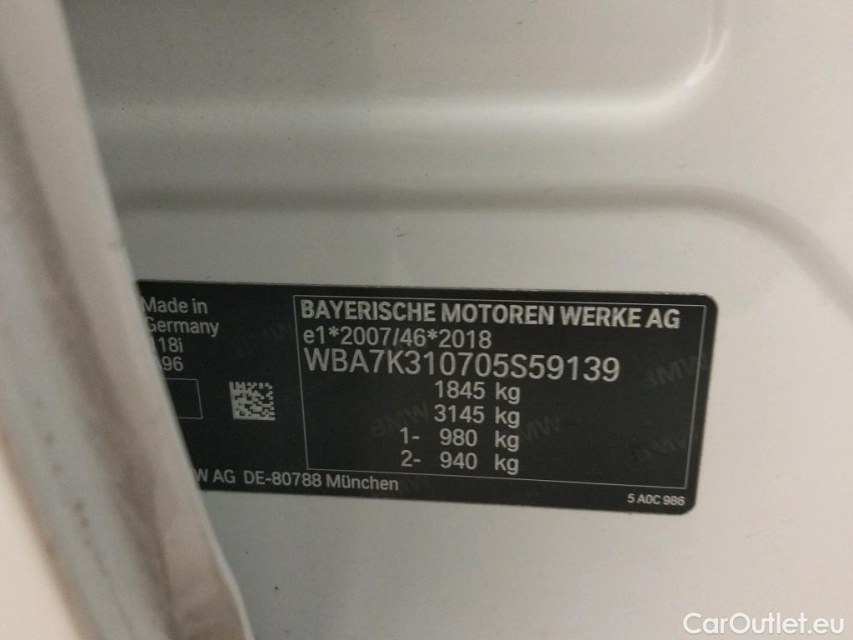 Made in
Germany
118i
96
BAYERISCHE MOTOREN WERKE AG
e1*2007/46*2018
WBA7K310705S59139
1845 kg
3145 kg
1- 980 kg
2- 940 kg
W AG DE-80788 München
5 A0C 986
CarOutlet.eu